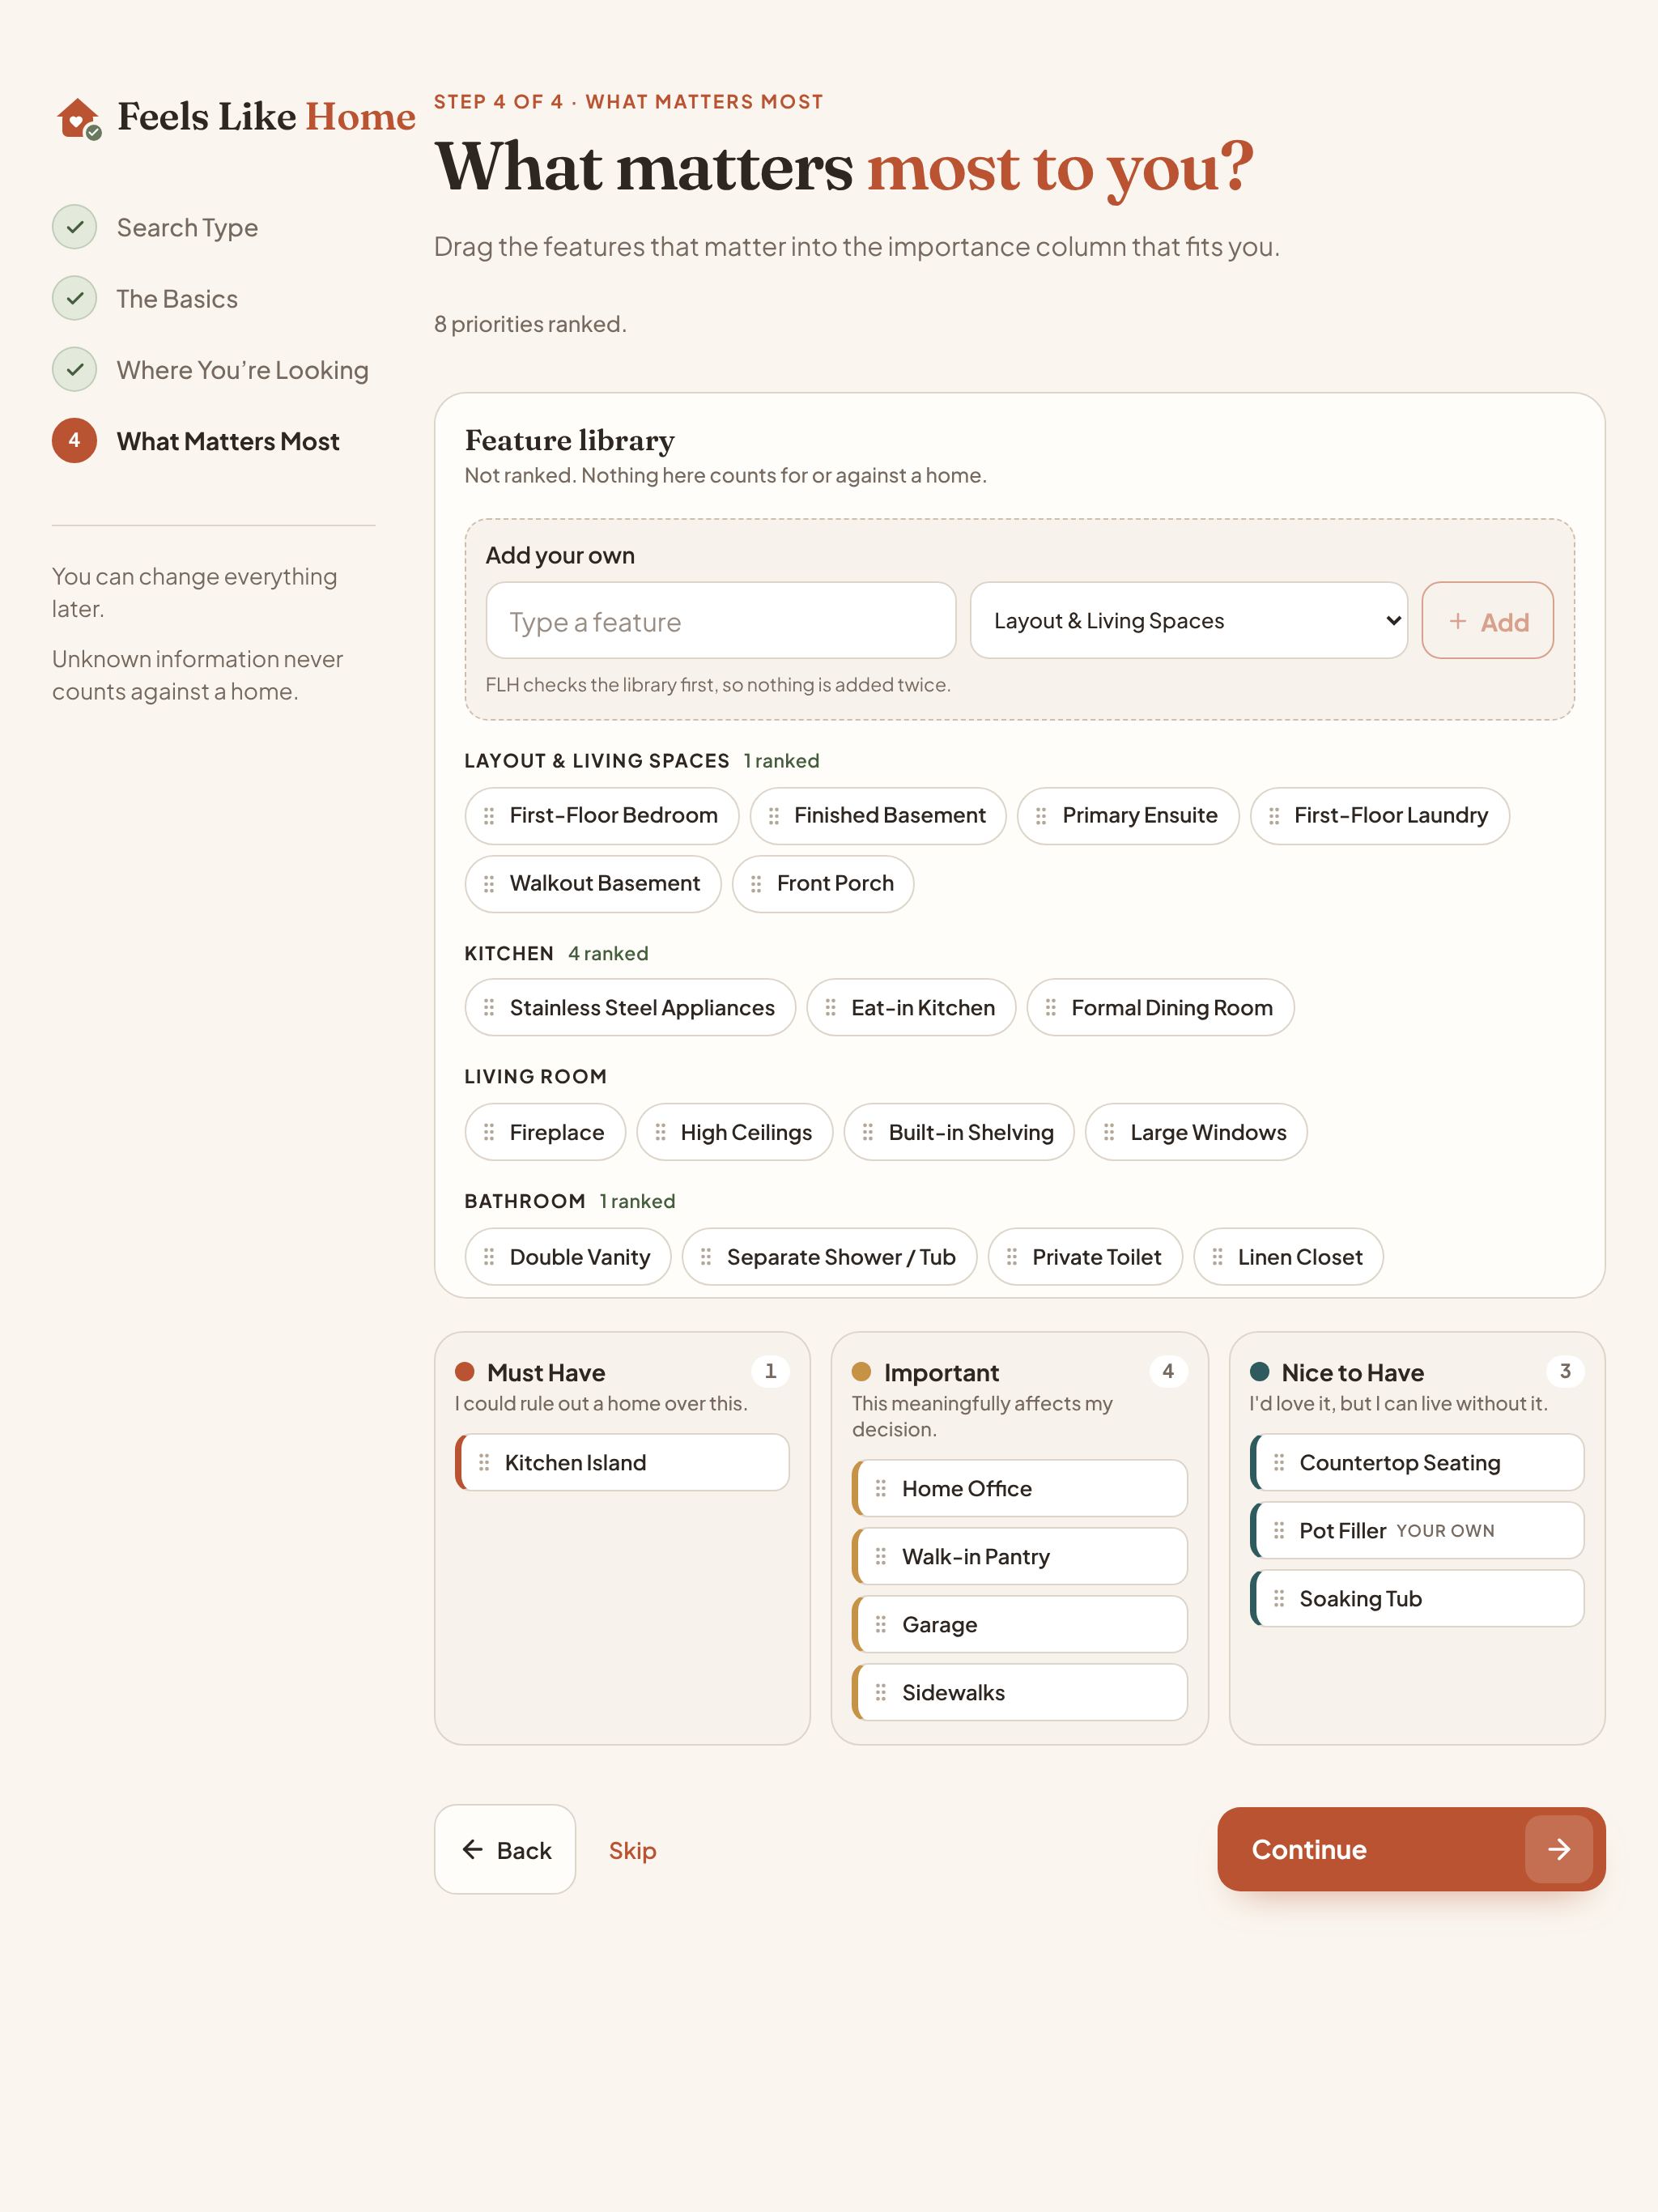 Feels Like Home
Search Type
The Basics
Where You’re Looking
4
What Matters Most
You can change everything
later.
Unknown information never
counts against a home.
STEP 4 OF 4 · WHAT MATTERS MOST
What matters most to you?
Drag the features that matter into the importance column that fits you.
8 priorities ranked.
Feature library
Not ranked. Nothing here counts for or against a home.
Add your own
Type a feature
Layout & Living Spaces
+ Add
FLH checks the library first, so nothing is added twice.
LAYOUT & LIVING SPACES 1 ranked
First-Floor Bedroom
Finished Basement
Primary Ensuite
First-Floor Laundry
Walkout Basement
Front Porch
KITCHEN 4 ranked
Stainless Steel Appliances
Eat-in Kitchen
Formal Dining Room
LIVING ROOM
Fireplace
High Ceilings
Built-in Shelving
Large Windows
BATHROOM 1 ranked
Double Vanity
Separate Shower / Tub
Private Toilet
Linen Closet
Must Have
1
I could rule out a home over this.
Kitchen Island
Important
4
This meaningfully affects my
decision.
Home Office
Walk-in Pantry
Garage
Sidewalks
Nice to Have
3
I'd love it, but I can live without it.
Countertop Seating
Pot Filler YOUR OWN
Soaking Tub
Back
Skip
Continue